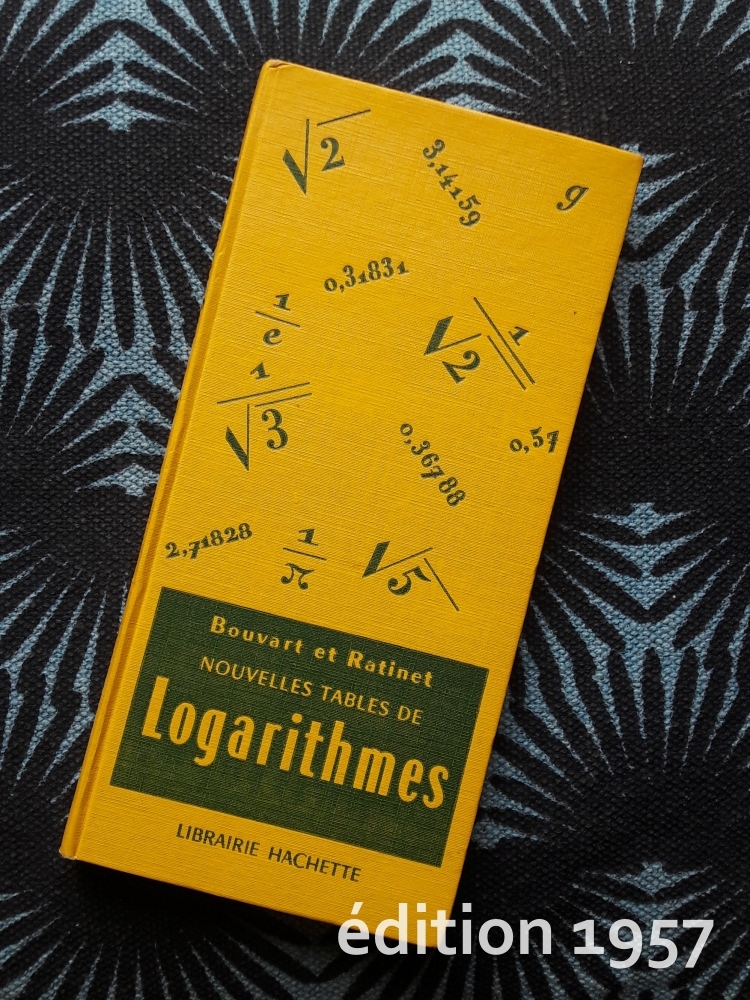 √2
3,14159
g
0,31831
1/e
1/√2
1/√3
0,36788
0,57
2,71828
1/π
√5
Bouvart et Ratinet
NOUVELLES TABLES DE
Logarithmes
LIBRAIRIE HACHETTE
édition 1957